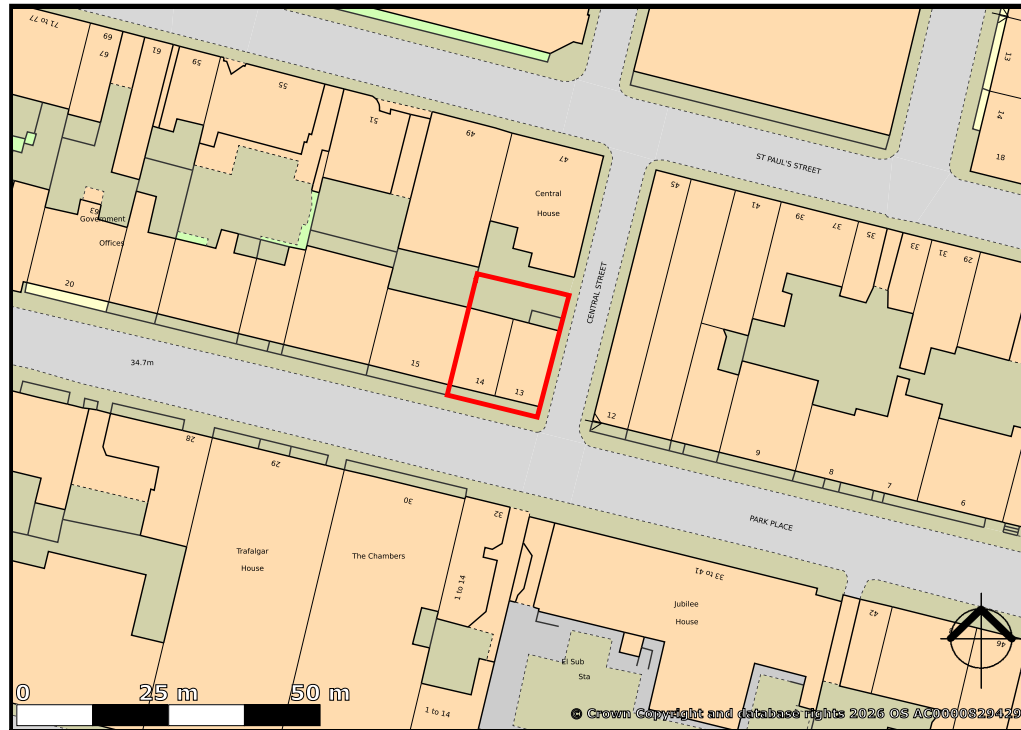 71 to 77
69
67
61
59
55
51
49
47
45
41
39
37
35
33
31
29
13
14
18
ST PAUL'S STREET
Central
House
CENTRAL STREET
53
Government
Offices
20
34.7m
15
14
13
12
9
8
7
6
28
29
30
32
PARK PLACE
Trafalgar
House
The Chambers
1 to 14
33 to 41
Jubilee
House
42
46
El Sub
Sta
1 to 14
0
25 m
50 m
© Crown Copyright and database rights 2026 OS AC0000829429